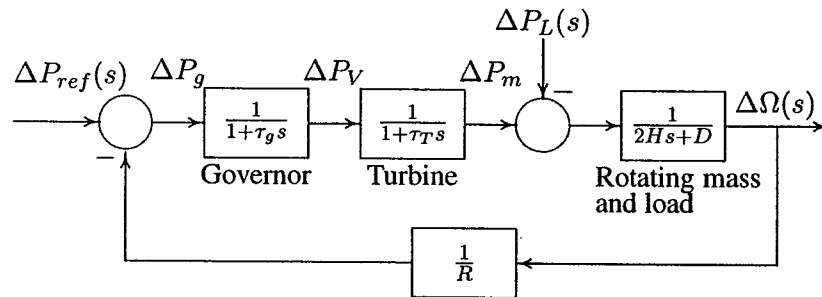 ΔP_L(s)
ΔP_ref(s)
ΔP_g
ΔP_V
ΔP_m
−
1/(1+τ_g s)
1/(1+τ_T s)
1/(2Hs+D)
ΔΩ(s)
−
Governor
Turbine
Rotating mass
and load
1/R